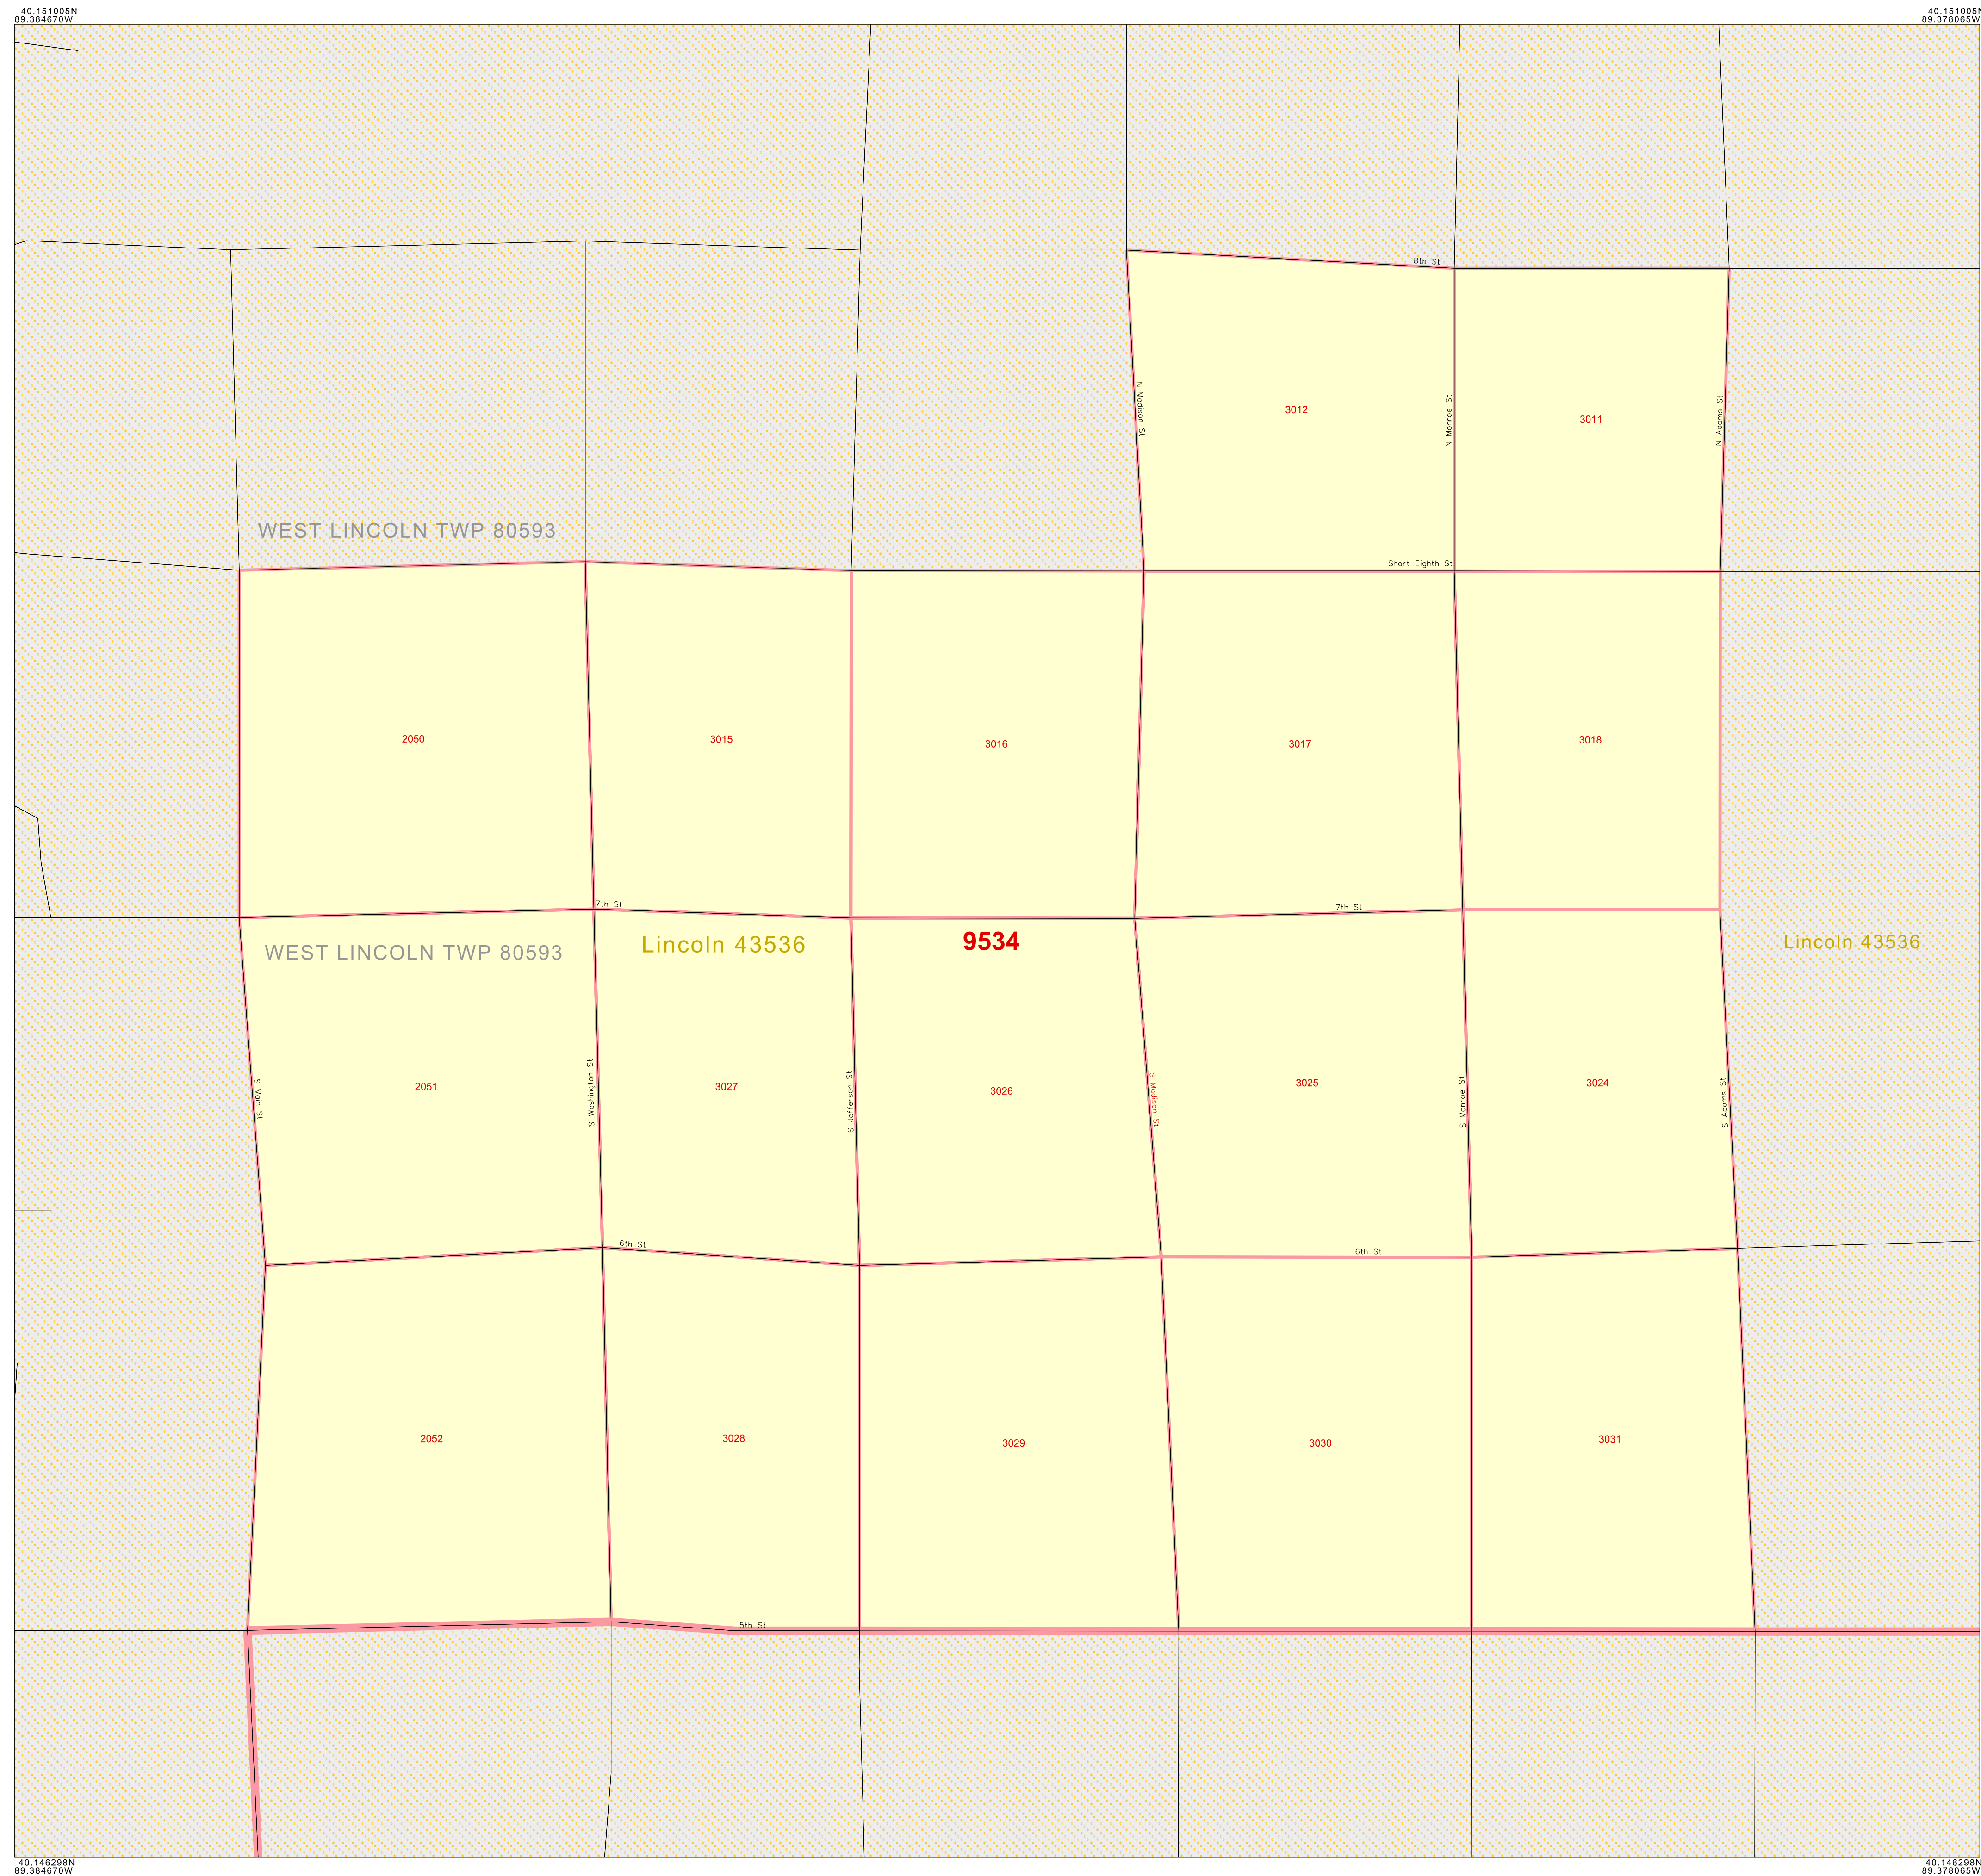 40.151005N
89.384670W
40.151005N
89.378065W
8th St
N Madison St
N Monroe St
N Adams St
3012
3011
WEST LINCOLN TWP 80593
Short Eighth St
2050
3015
3016
3017
3018
7th St
7th St
WEST LINCOLN TWP 80593
Lincoln 43536
9534
Lincoln 43536
S Main St
2051
S Washington St
3027
S Jefferson St
3026
S Madison St
3025
S Monroe St
3024
S Adams St
6th St
6th St
2052
3028
3029
3030
3031
5th St
40.146298N
89.384670W
40.146298N
89.378065W